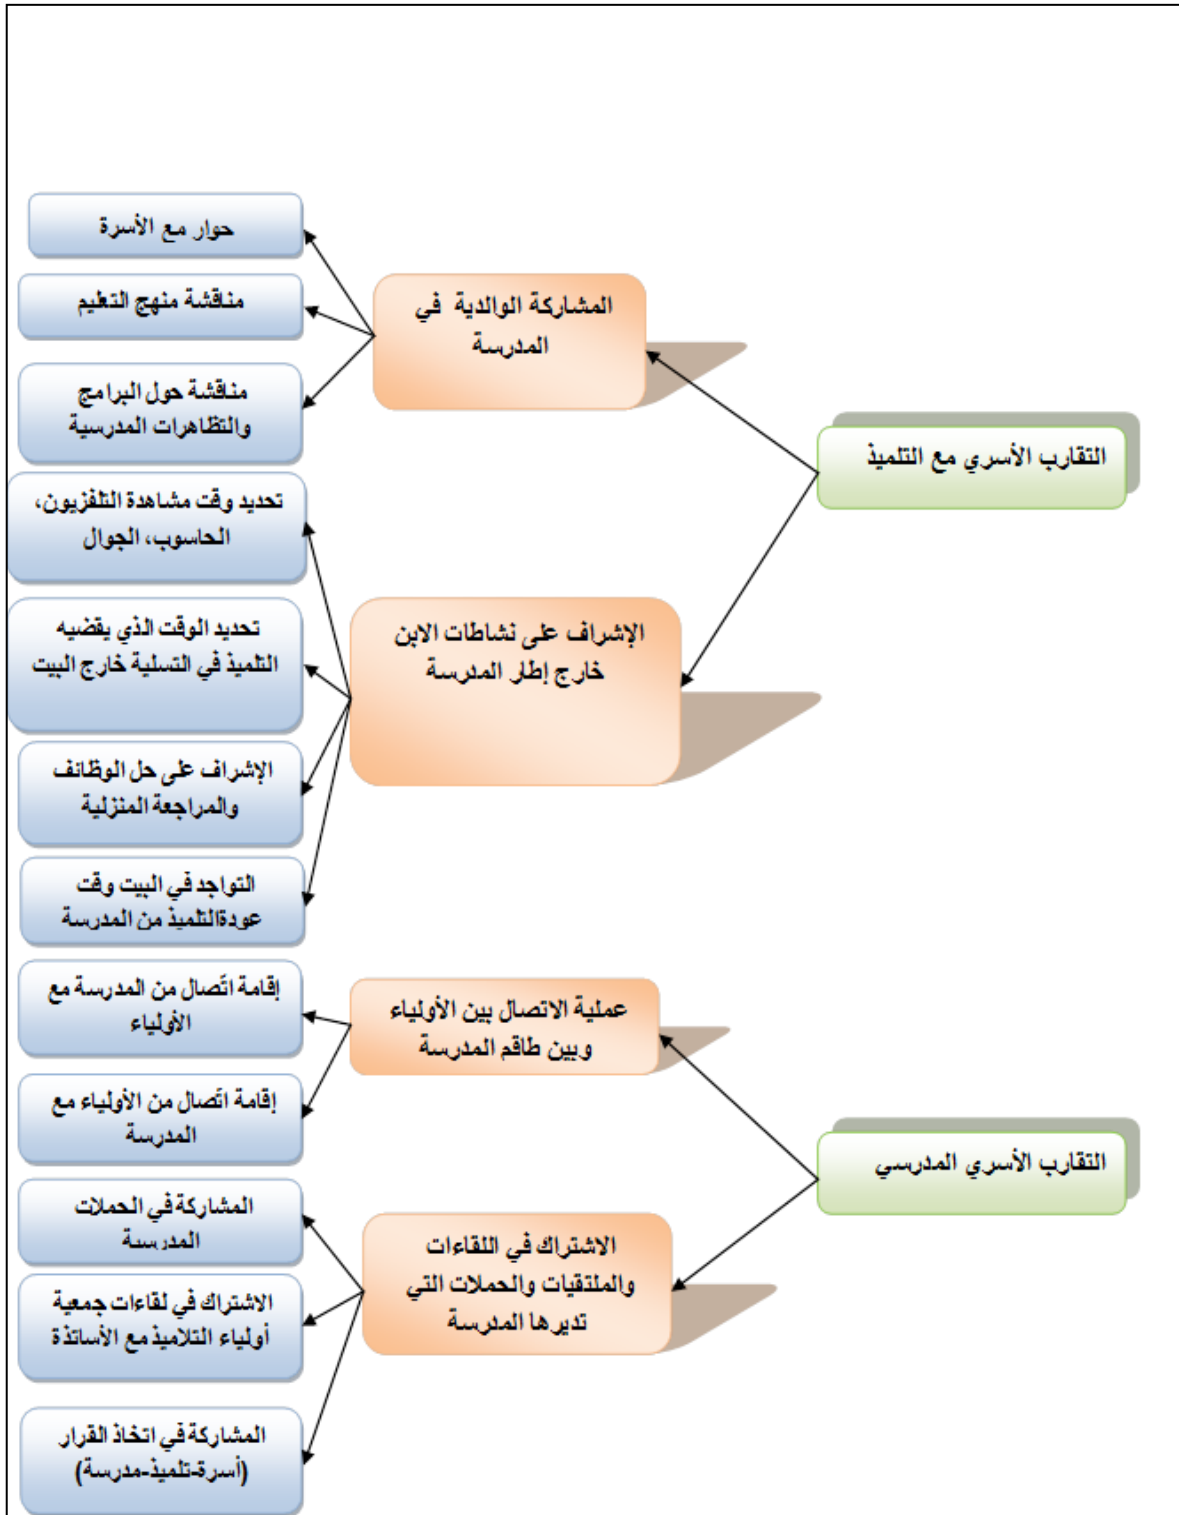 التقارب الأسري مع التلميذ
المشاركة الوالدية في
المدرسة
حوار مع الأسرة
مناقشة منهج التعليم
مناقشة حول البرامج
والتظاهرات المدرسية
الإشراف على نشاطات الابن
خارج إطار المدرسة
تحديد وقت مشاهدة التلفزيون،
الحاسوب، الجوال
تحديد الوقت الذي يقضيه
التلميذ في التسلية خارج البيت
الإشراف على حل الوظائف
والمراجعة المنزلية
التواجد في البيت وقت
عودةالتلميذ من المدرسة
التقارب الأسري المدرسي
عملية الاتصال بين الأولياء
وبين طاقم المدرسة
إقامة اتّصال من المدرسة مع
الأولياء
إقامة اتّصال من الأولياء مع
المدرسة
الاشتراك في اللقاءات
والملتقيات والحملات التي
تديرها المدرسة
المشاركة في الحملات
المدرسية
الاشتراك في لقاءات جمعية
أولياء التلاميذ مع الأساتذة
المشاركة في اتخاذ القرار
(أسرة-تلميذ-مدرسة)